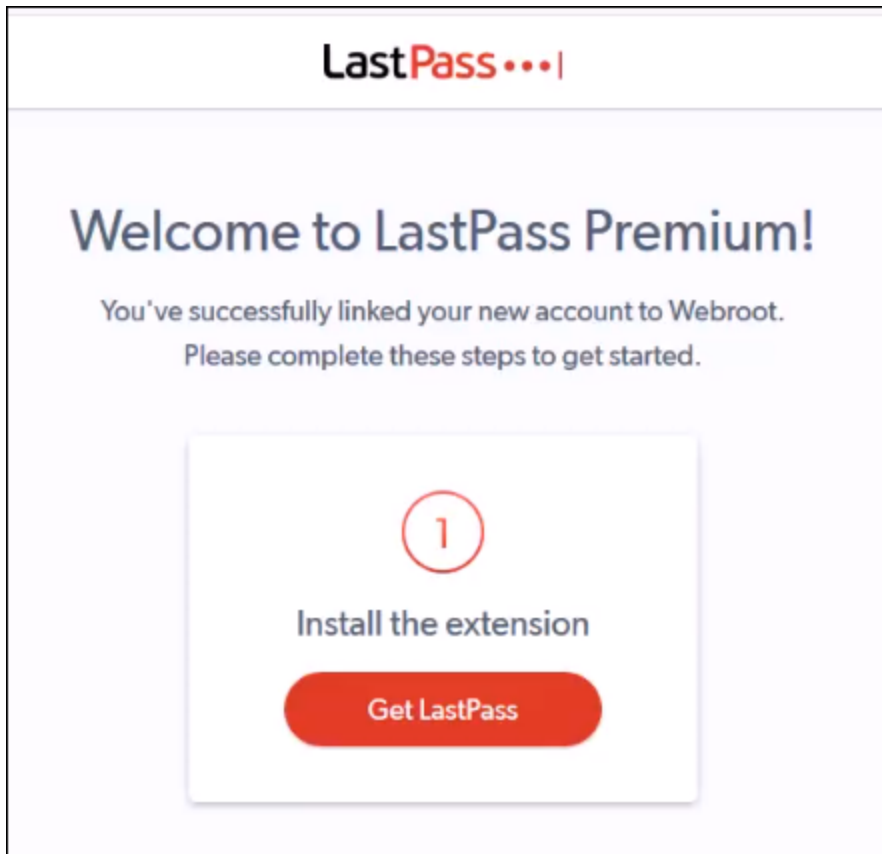 LastPass
Welcome to LastPass Premium!
You've successfully linked your new account to Webroot.
Please complete these steps to get started.
1
Install the extension
Get LastPass